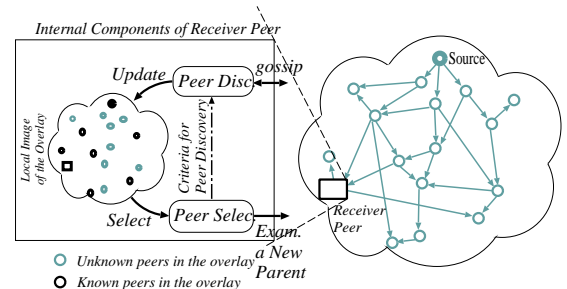 Internal Components of Receiver Peer
Update
Peer Disc.
gossip
Source
Local Image
of the Overlay
Criteria for
Peer Discovery
Select
Peer Selec.
Exam.
a New
Parent
Receiver
Peer
Unknown peers in the overlay
Known peers in the overlay